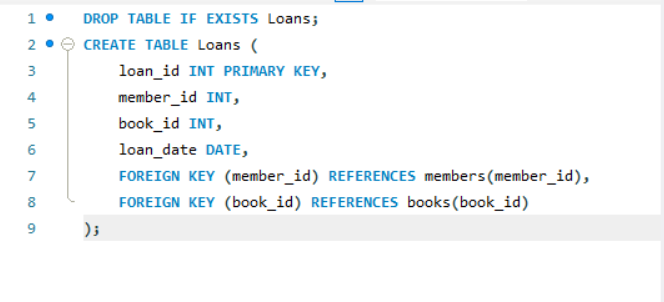 1 DROP TABLE IF EXISTS Loans;
2 CREATE TABLE Loans (
3 loan_id INT PRIMARY KEY,
4 member_id INT,
5 book_id INT,
6 loan_date DATE,
7 FOREIGN KEY (member_id) REFERENCES members(member_id),
8 FOREIGN KEY (book_id) REFERENCES books(book_id)
9 );